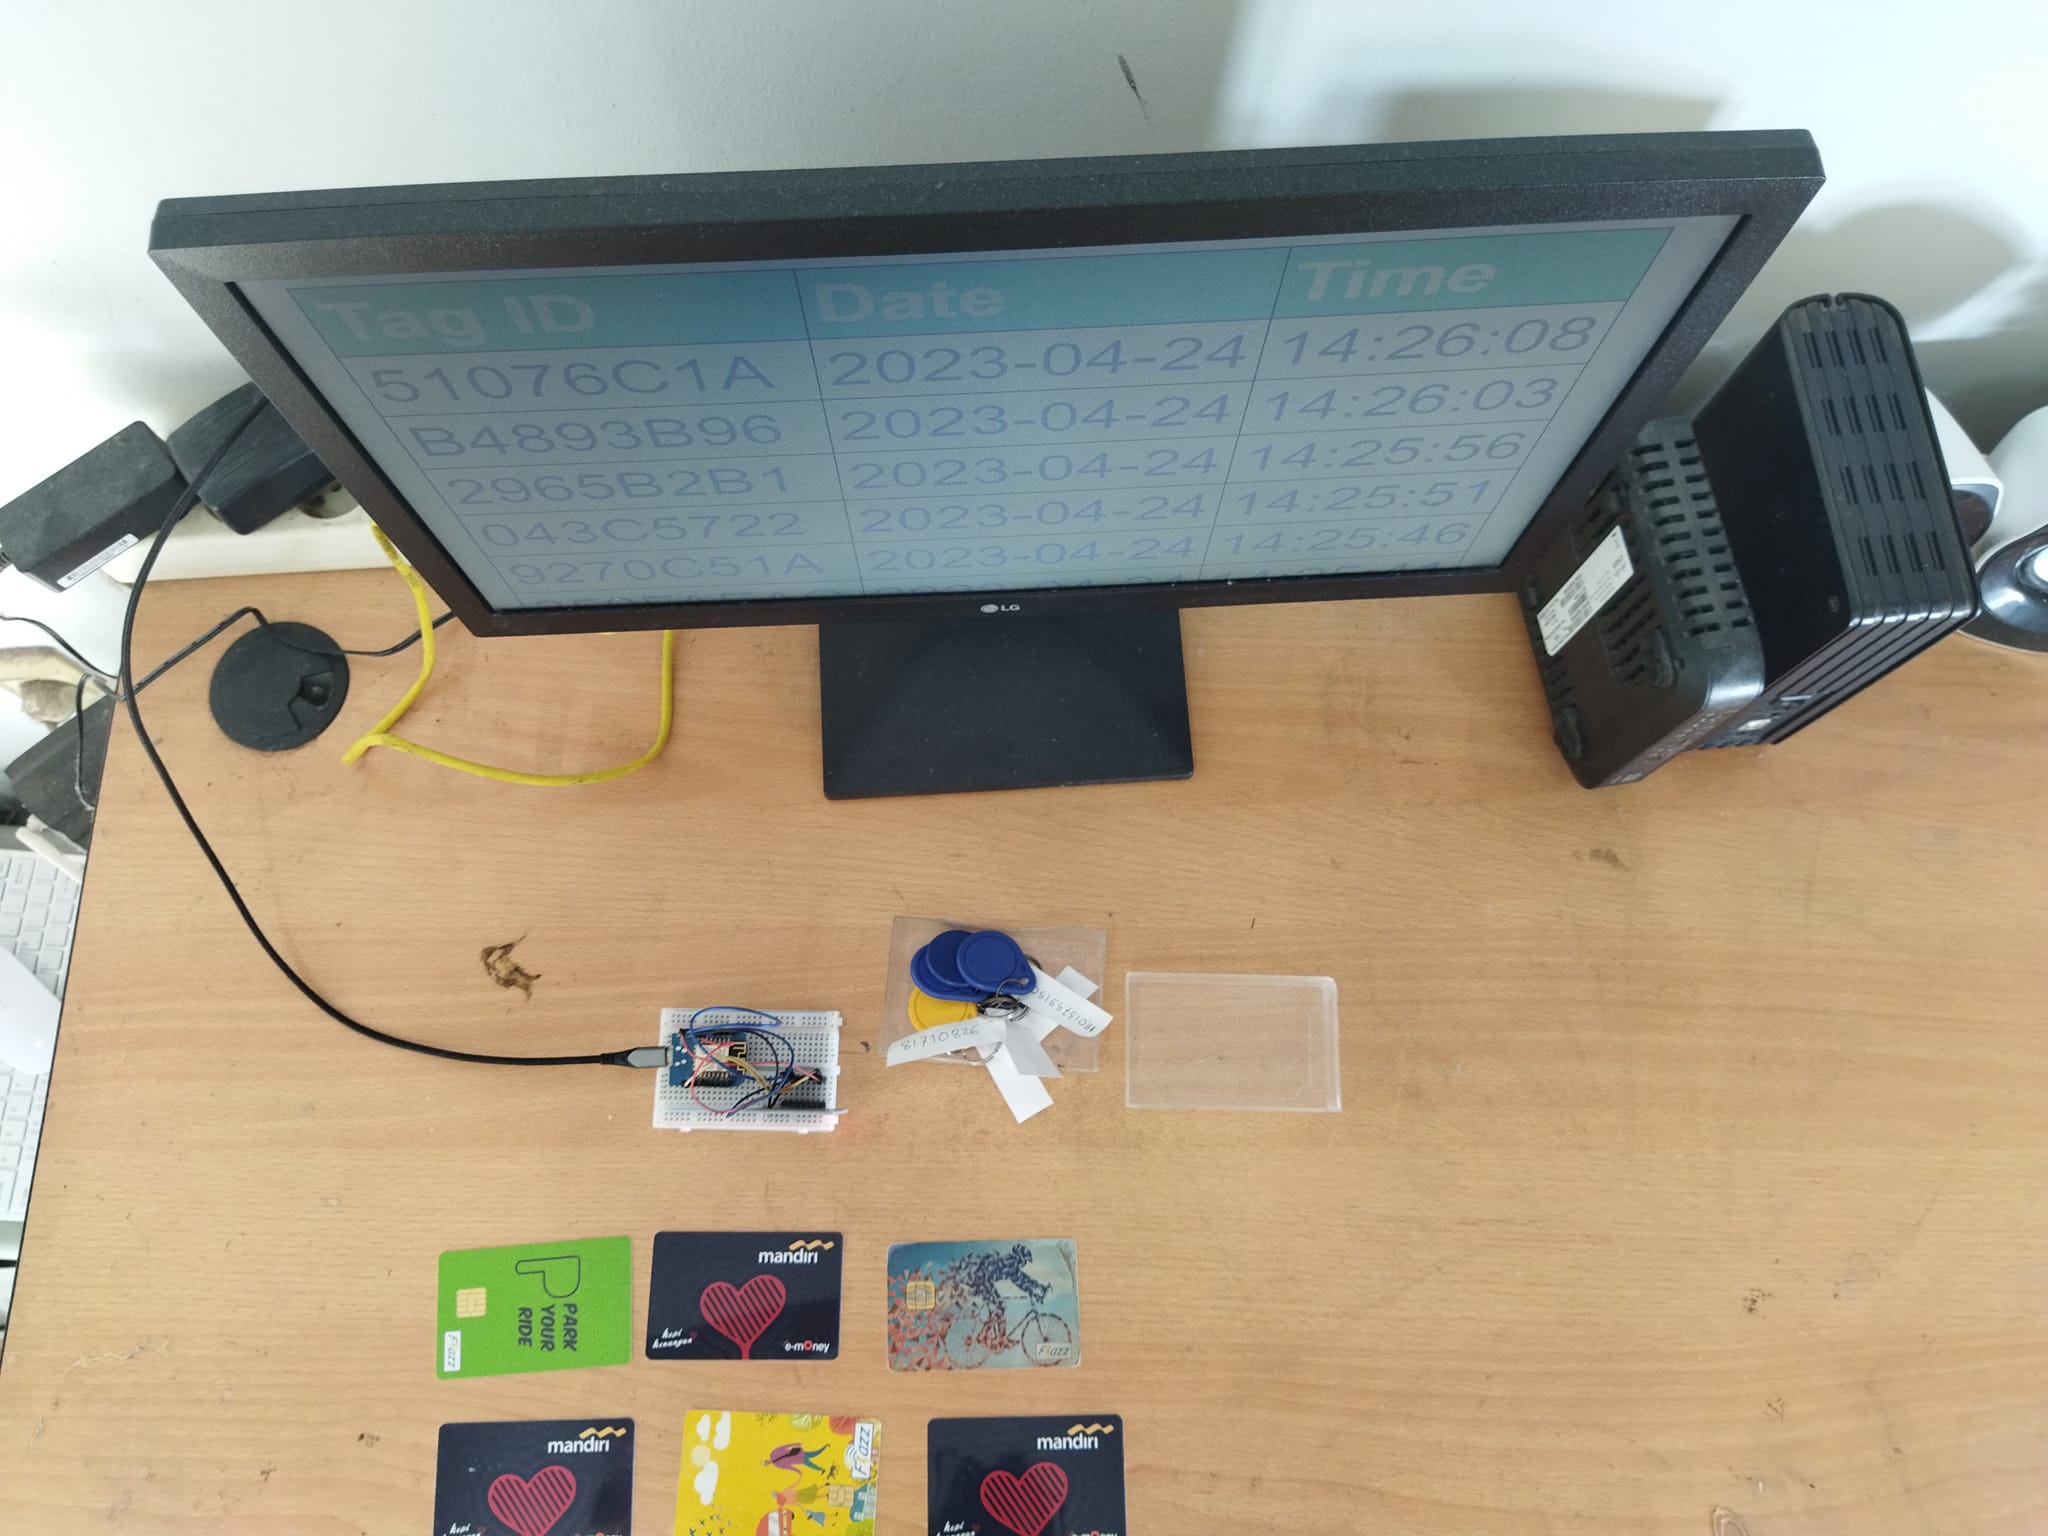 Tag ID Date Time
51076C1A 2023-04-24 14:26:08
B4893B96 2023-04-24 14:26:03
2965B2B1 2023-04-24 14:25:56
043C5722 2023-04-24 14:25:51
9270C51A 2023-04-24 14:25:46
LG
81710826
PARK
YOUR
RIDE
Flazz
mandiri
e-money
Flazz
mandiri
Flazz
mandiri